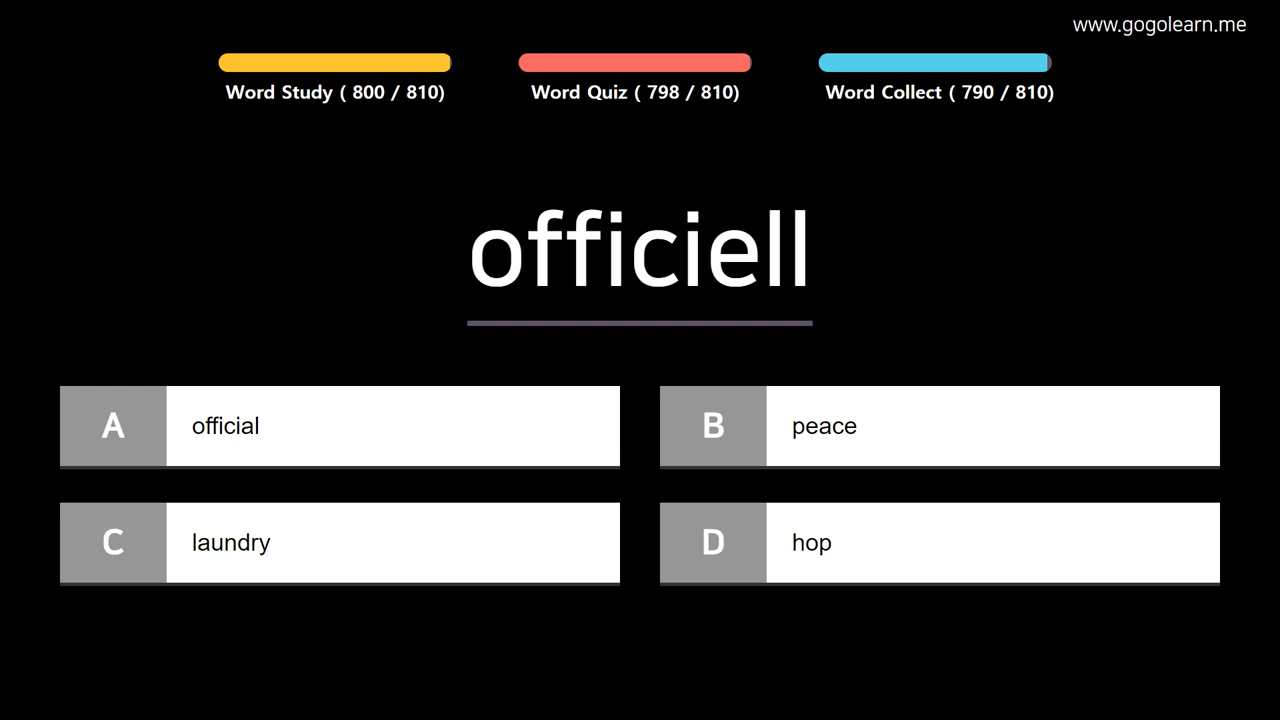 www.gogolearn.me
Word Study ( 800 / 810)
Word Quiz ( 798 / 810)
Word Collect ( 790 / 810)
officiell
A official
B peace
C laundry
D hop